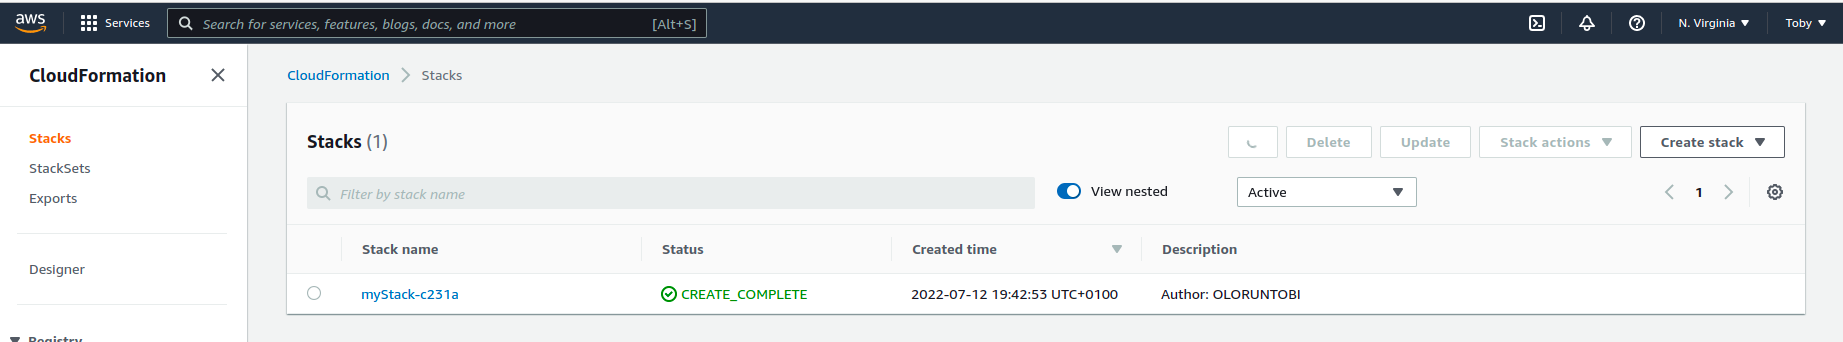 aws Services Search for services, features, blogs, docs, and more [Alt+S] N. Virginia Toby
CloudFormation
Stacks
StackSets
Exports
Designer
Registry
CloudFormation Stacks
Stacks (1) Delete Update Stack actions Create stack
Filter by stack name View nested Active 1
Stack name Status Created time Description
myStack-c231a CREATE_COMPLETE 2022-07-12 19:42:53 UTC+0100 Author: OLORUNTOBI